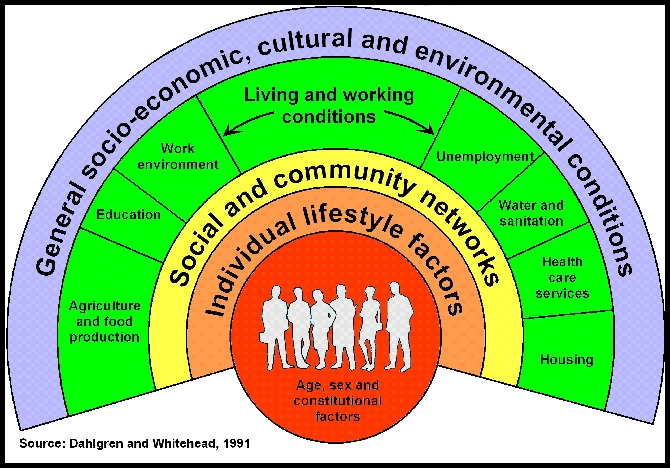 General socio-economic, cultural and environmental conditions
Living and working
conditions
Work
environment
Education
Agriculture
and food
production
Unemployment
Water and
sanitation
Health
care
services
Housing
Social and community networks
Individual lifestyle factors
Age, sex and
constitutional
factors
Source: Dahlgren and Whitehead, 1991